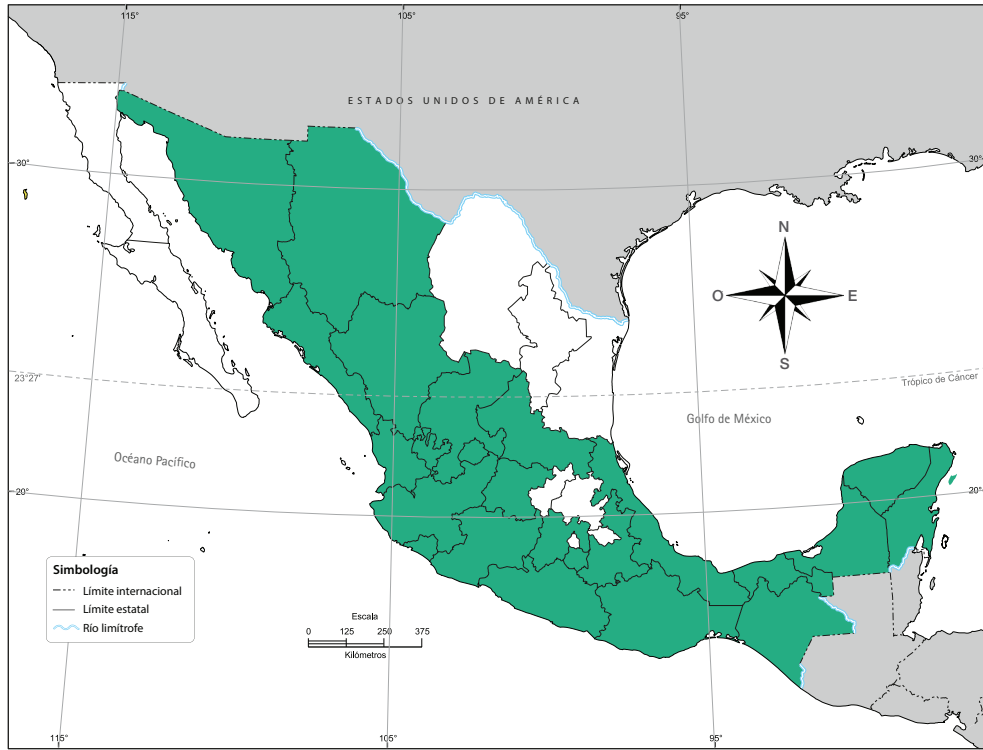 115°
105°
95°
ESTADOS UNIDOS DE AMÉRICA
30°
30°
N
O
E
S
23°27'
Trópico de Cáncer
Golfo de México
Océano Pacífico
20°
20°
Simbología
Límite internacional
Límite estatal
Río limítrofe
Escala
0 125 250 375
Kilómetros
115°
105°
95°